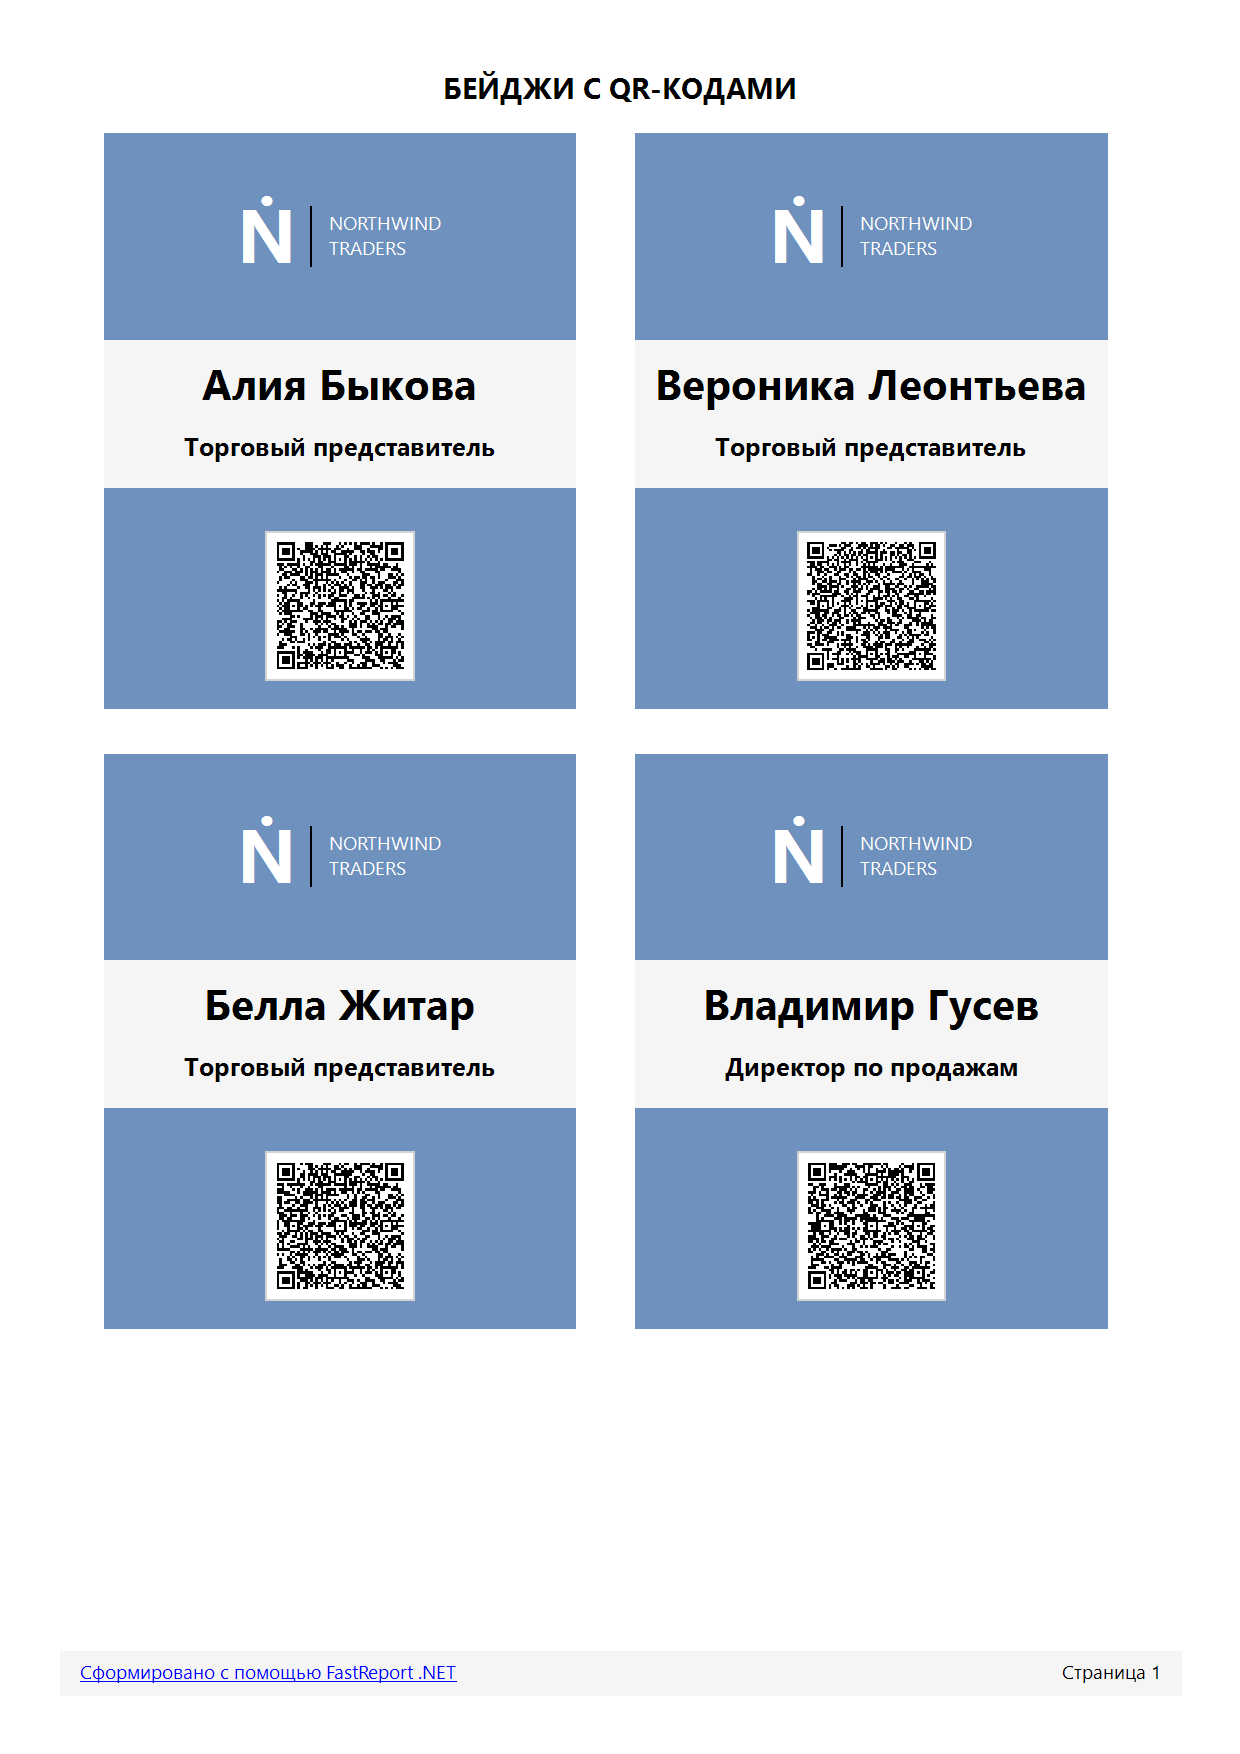 БЕЙДЖИ С QR-КОДАМИ
N
NORTHWIND
TRADERS
Алия Быкова
Торговый представитель
N
NORTHWIND
TRADERS
Вероника Леонтьева
Торговый представитель
N
NORTHWIND
TRADERS
Белла Житар
Торговый представитель
N
NORTHWIND
TRADERS
Владимир Гусев
Директор по продажам
Сформировано с помощью FastReport .NET
Страница 1